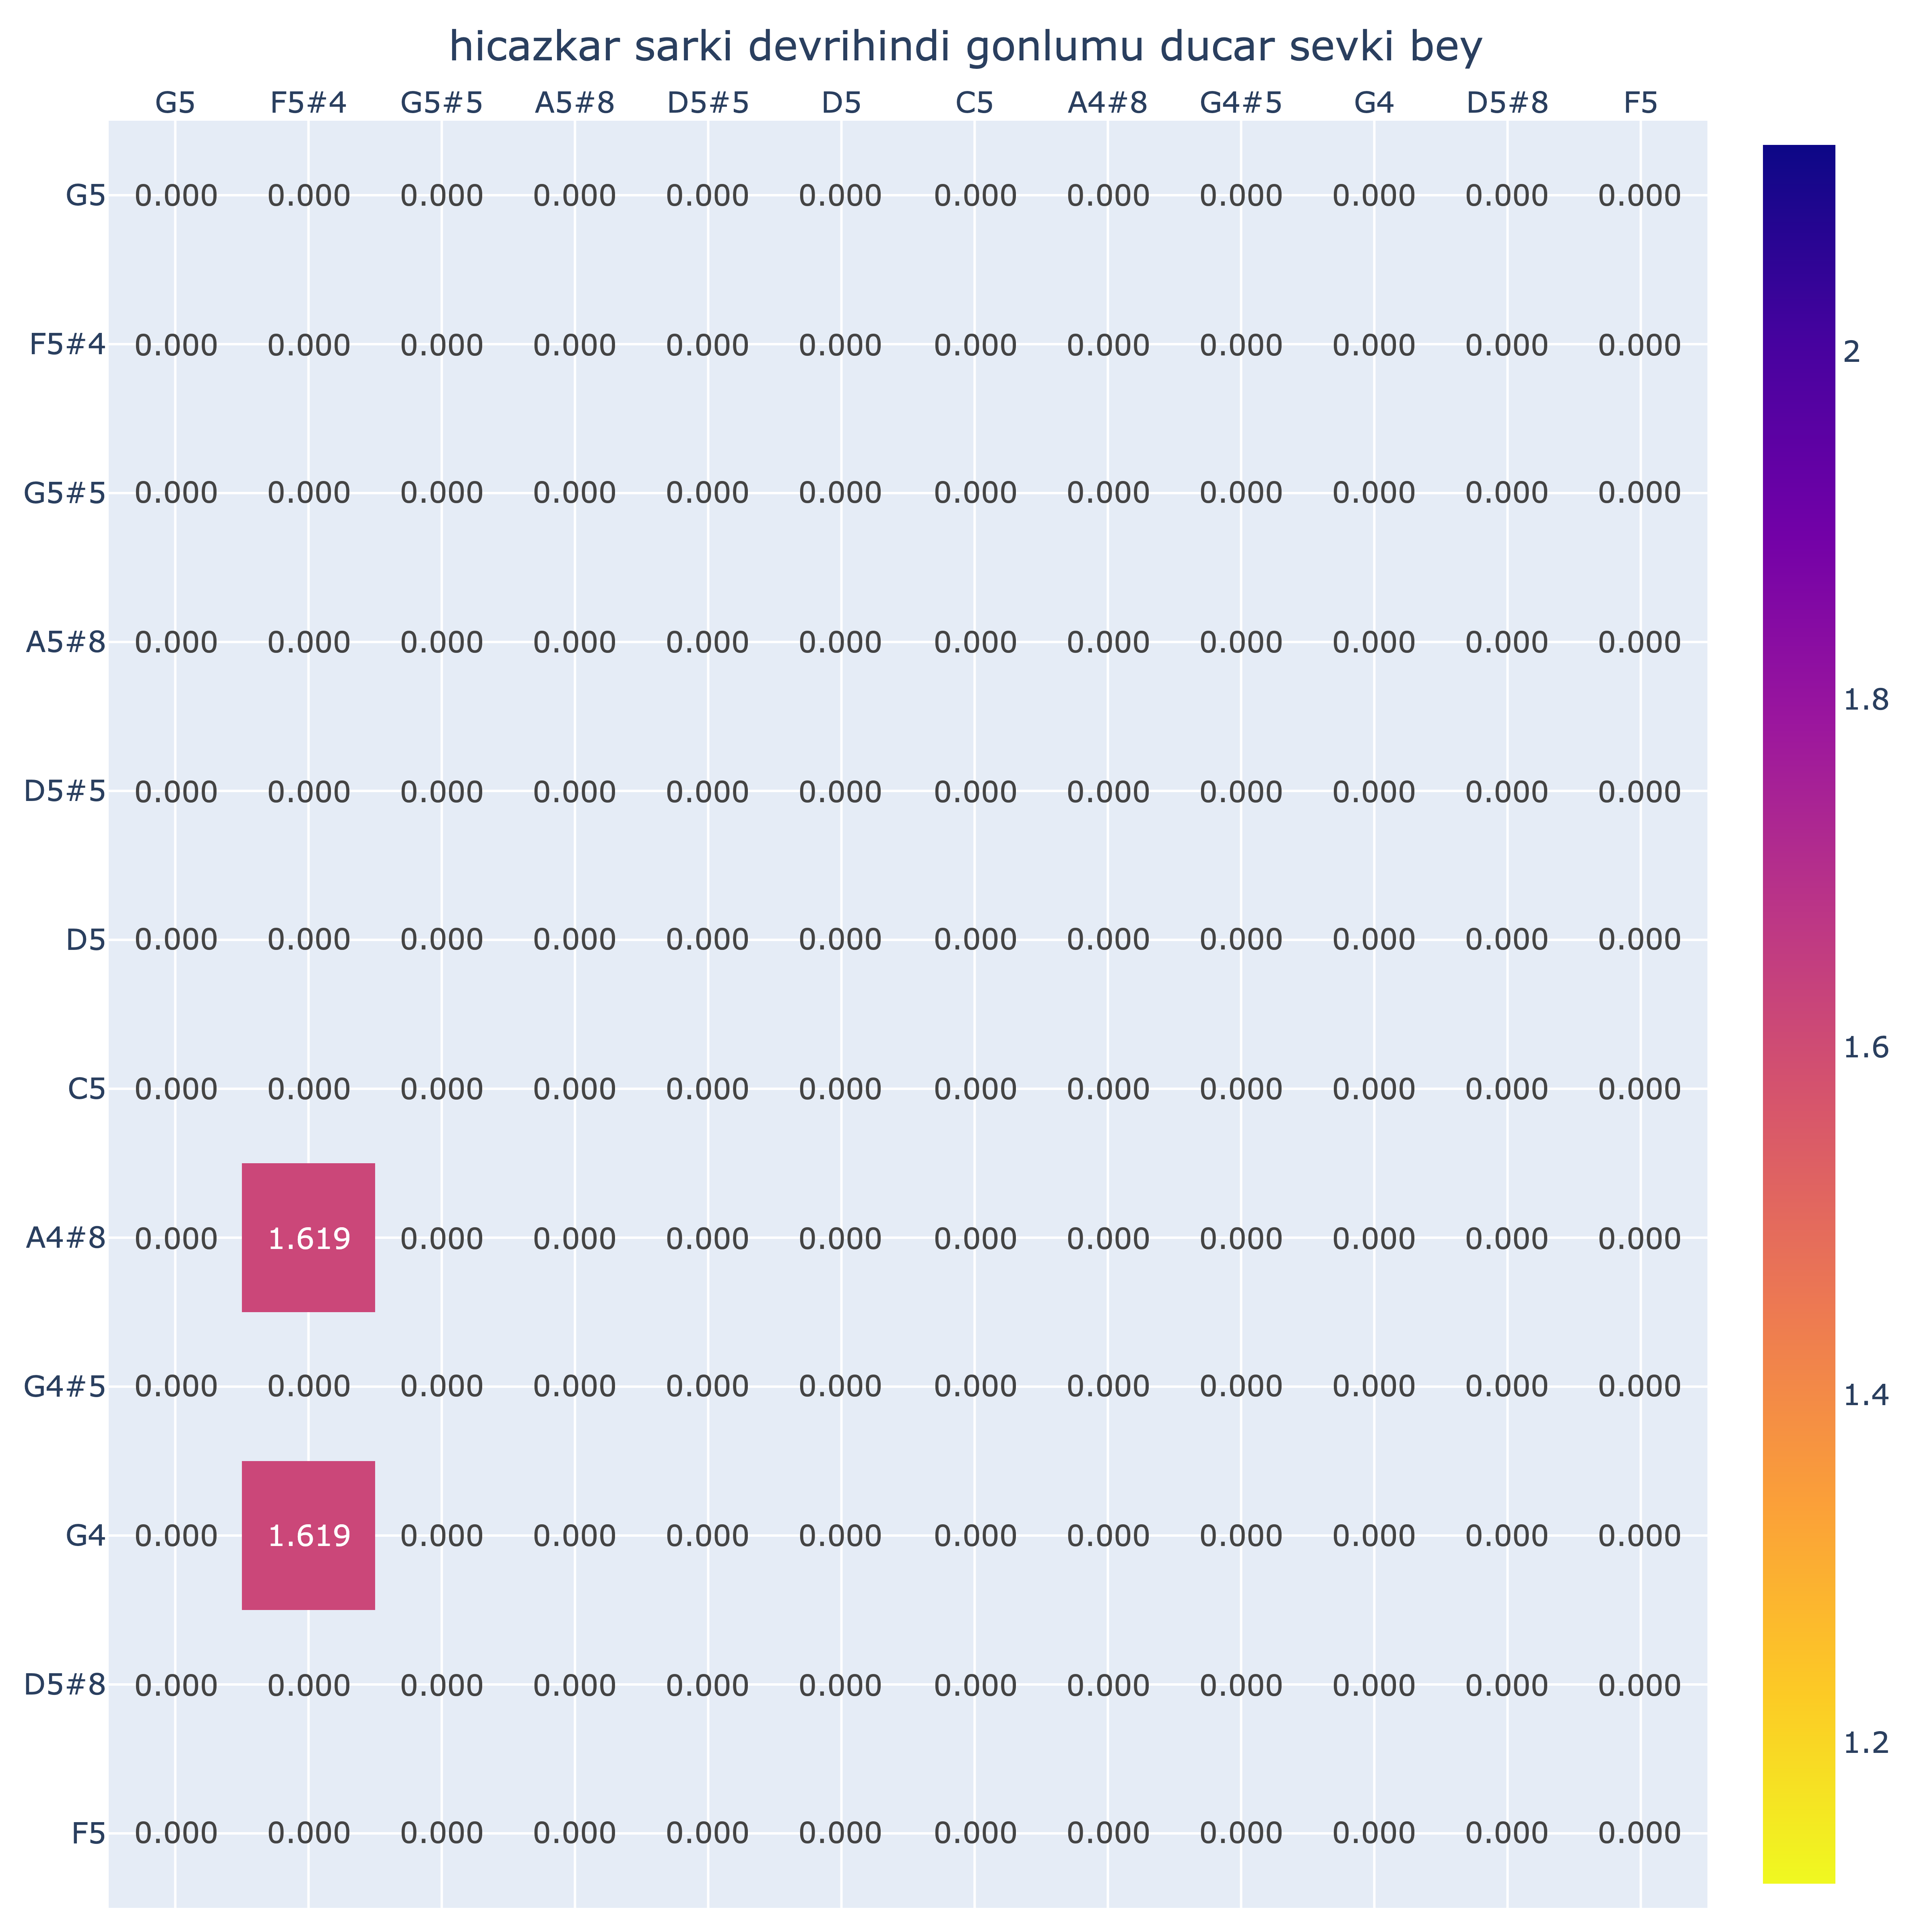 hicazkar sarki devrihindi gonlumu ducar sevki bey
G5 F5#4 G5#5 A5#8 D5#5 D5 C5 A4#8 G4#5 G4 D5#8 F5
G5 0.000 0.000 0.000 0.000 0.000 0.000 0.000 0.000 0.000 0.000 0.000 0.000
F5#4 0.000 0.000 0.000 0.000 0.000 0.000 0.000 0.000 0.000 0.000 0.000 0.000
G5#5 0.000 0.000 0.000 0.000 0.000 0.000 0.000 0.000 0.000 0.000 0.000 0.000
A5#8 0.000 0.000 0.000 0.000 0.000 0.000 0.000 0.000 0.000 0.000 0.000 0.000
D5#5 0.000 0.000 0.000 0.000 0.000 0.000 0.000 0.000 0.000 0.000 0.000 0.000
D5 0.000 0.000 0.000 0.000 0.000 0.000 0.000 0.000 0.000 0.000 0.000 0.000
C5 0.000 0.000 0.000 0.000 0.000 0.000 0.000 0.000 0.000 0.000 0.000 0.000
A4#8 0.000 1.619 0.000 0.000 0.000 0.000 0.000 0.000 0.000 0.000 0.000 0.000
G4#5 0.000 0.000 0.000 0.000 0.000 0.000 0.000 0.000 0.000 0.000 0.000 0.000
G4 0.000 1.619 0.000 0.000 0.000 0.000 0.000 0.000 0.000 0.000 0.000 0.000
D5#8 0.000 0.000 0.000 0.000 0.000 0.000 0.000 0.000 0.000 0.000 0.000 0.000
F5 0.000 0.000 0.000 0.000 0.000 0.000 0.000 0.000 0.000 0.000 0.000 0.000
2
1.8
1.6
1.4
1.2